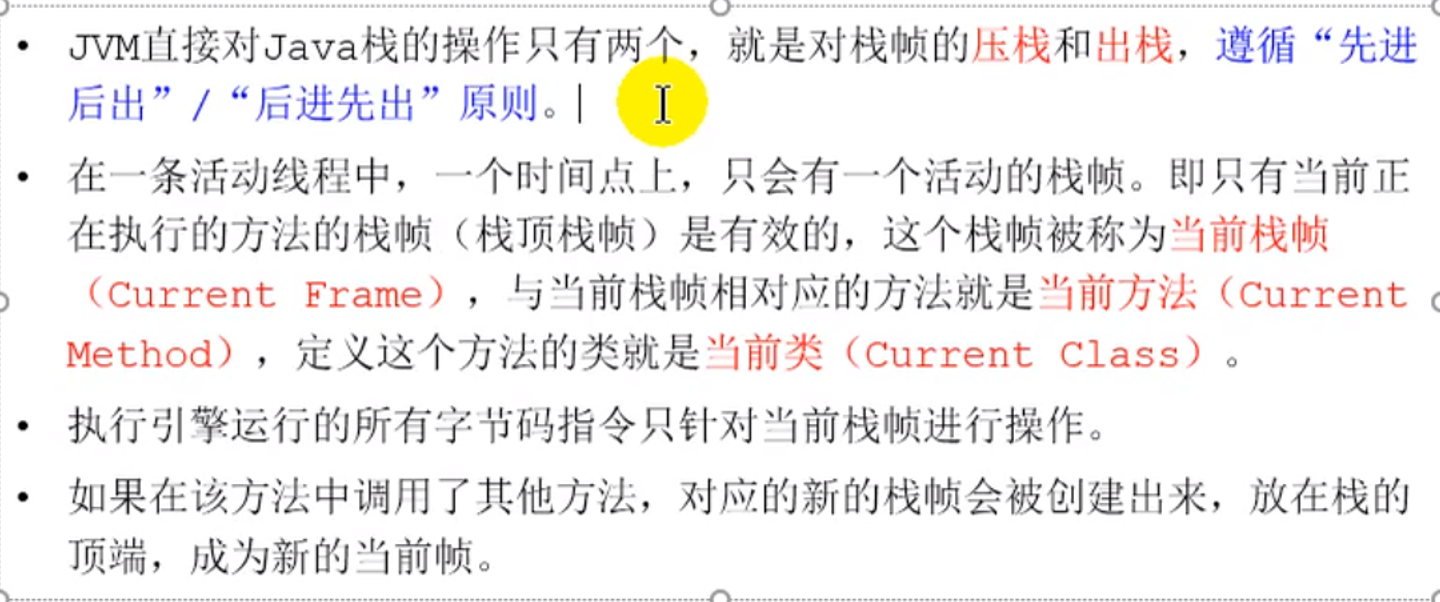 • JVM直接对Java栈的操作只有两个，就是对栈帧的压栈和出栈，遵循“先进
后出”/“后进先出”原则。
• 在一条活动线程中，一个时间点上，只会有一个活动的栈帧。即只有当前正
在执行的方法的栈帧（栈顶栈帧）是有效的，这个栈帧被称为当前栈帧
（Current Frame），与当前栈帧相对应的方法就是当前方法（Current
Method），定义这个方法的类就是当前类（Current Class）。
• 执行引擎运行的所有字节码指令只针对当前栈帧进行操作。
• 如果在该方法中调用了其他方法，对应的新的栈帧会被创建出来，放在栈的
顶端，成为新的当前帧。